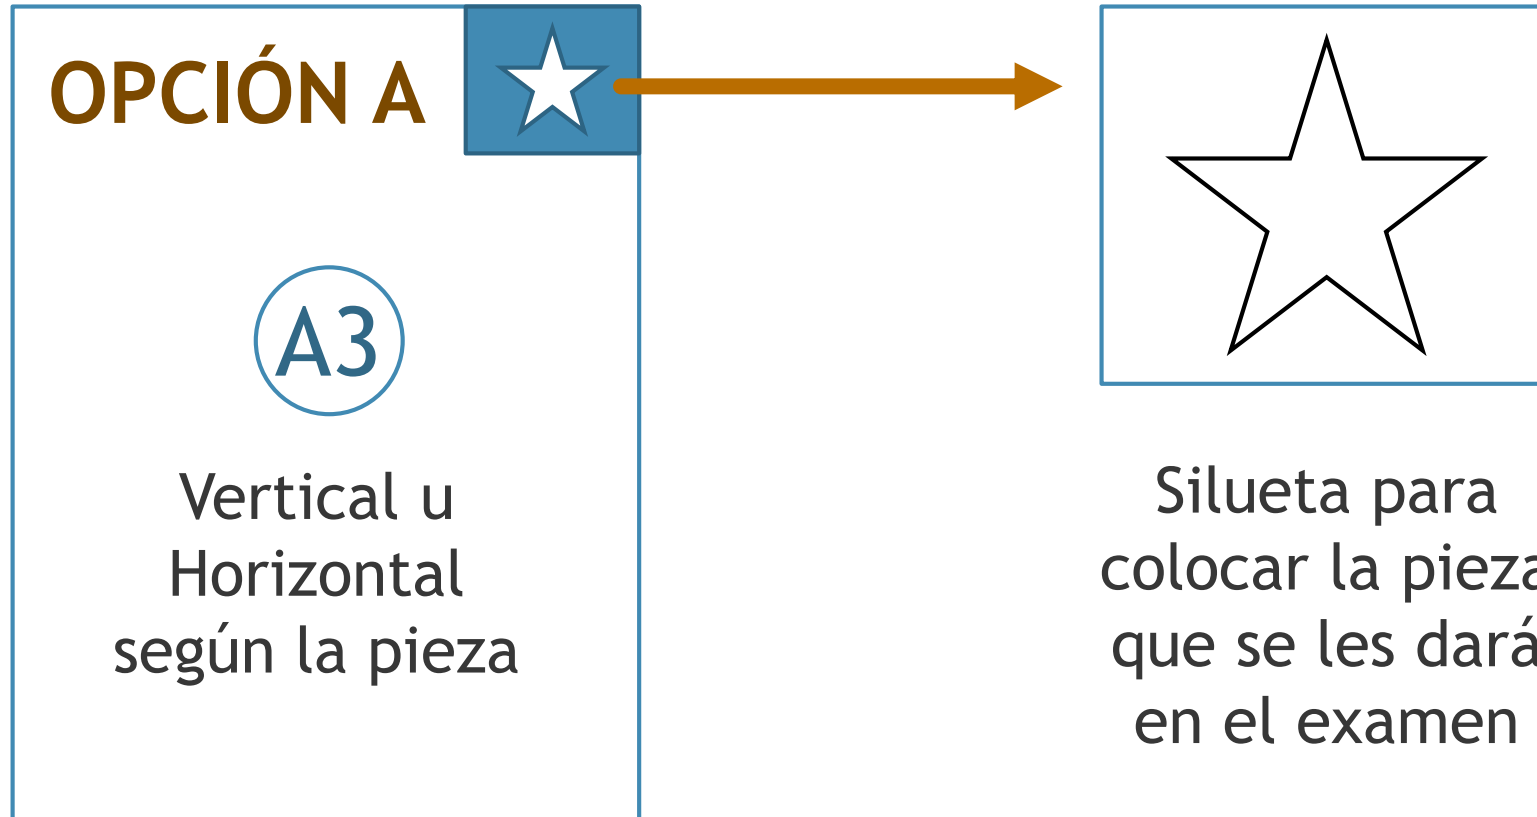 OPCIÓN A
A3
Vertical u
Horizontal
según la pieza
Silueta para
colocar la pieza
que se les dará
en el examen